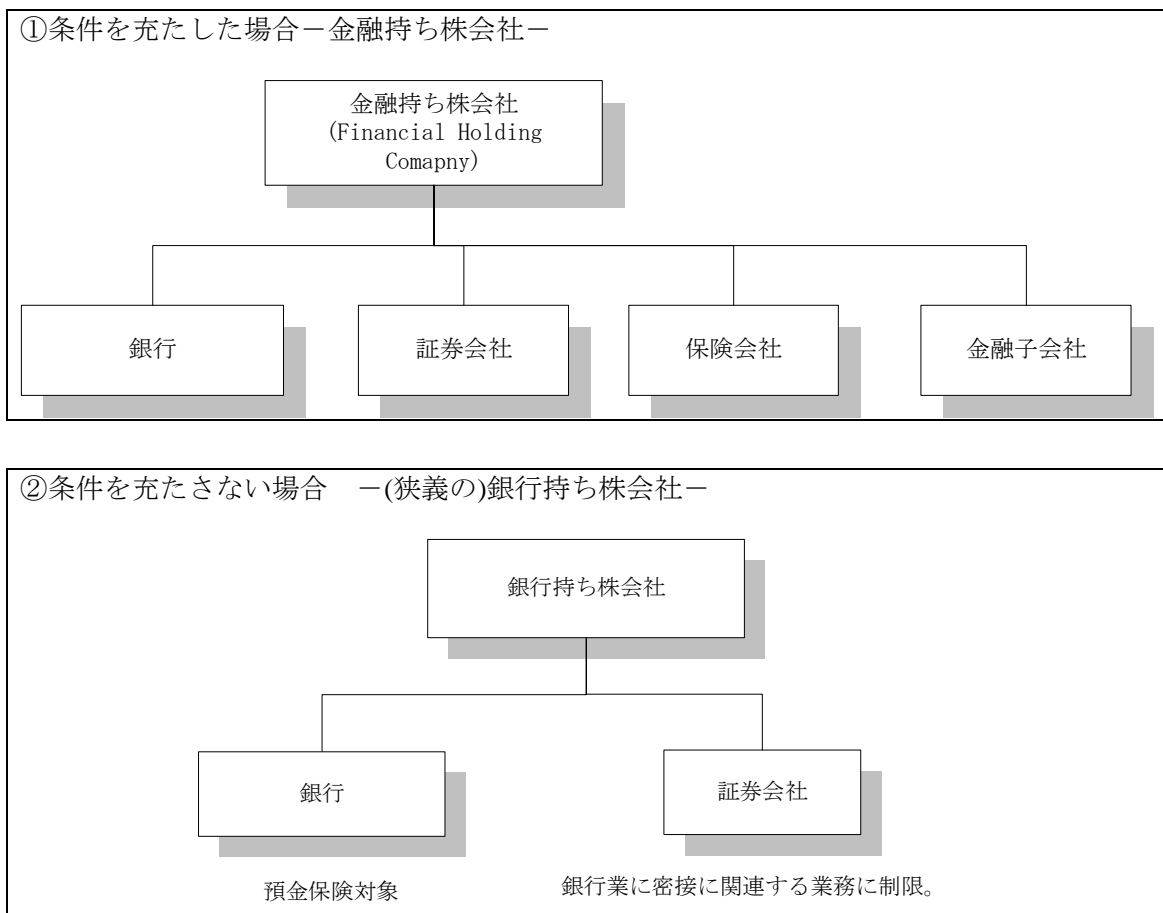 ①条件を充たした場合－金融持ち株会社－
金融持ち株会社
(Financial Holding
Comapny)
銀行
証券会社
保険会社
金融子会社
②条件を充たさない場合　－(狭義の)銀行持ち株会社－
銀行持ち株会社
銀行
証券会社
預金保険対象
銀行業に密接に関連する業務に制限。